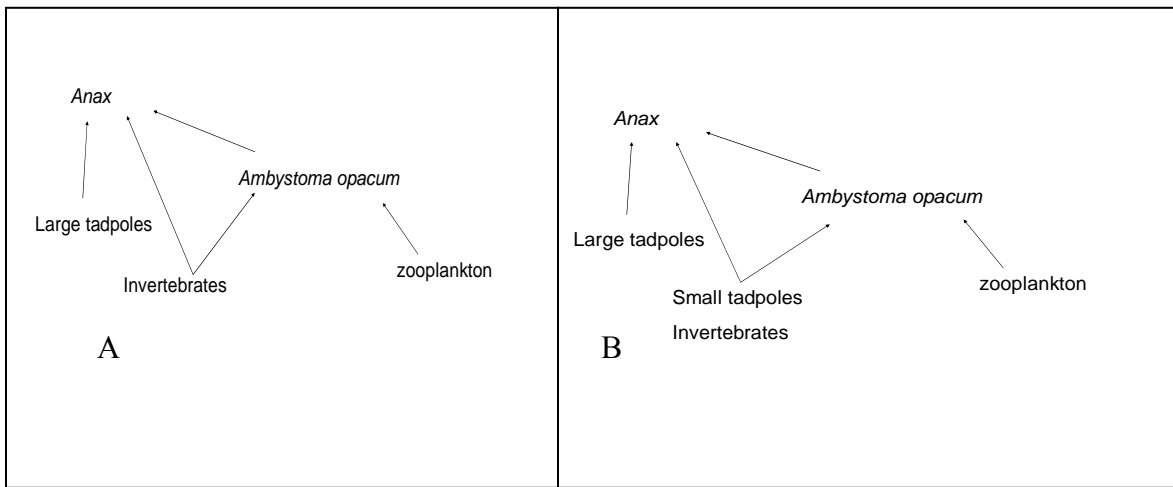 Anax
Ambystoma opacum
Large tadpoles
Invertebrates
zooplankton
A
Anax
Ambystoma opacum
Large tadpoles
Small tadpoles
Invertebrates
zooplankton
B